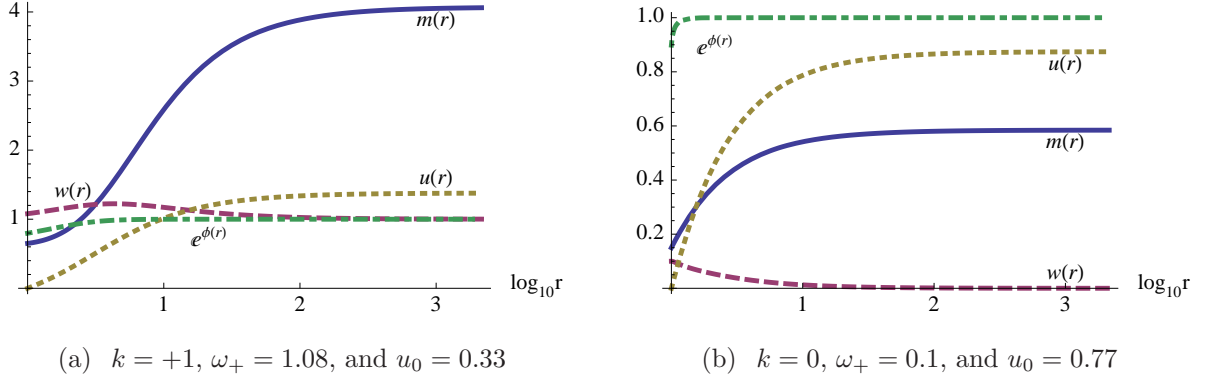 4
3
2
1
m(r)
w(r)
u(r)
e^ϕ(r)
1 2 3
log₁₀r
(a) k = +1, ω₊ = 1.08, and u₀ = 0.33
1.0
0.8
0.6
0.4
0.2
e^ϕ(r)
u(r)
m(r)
w(r)
1 2 3
log₁₀r
(b) k = 0, ω₊ = 0.1, and u₀ = 0.77